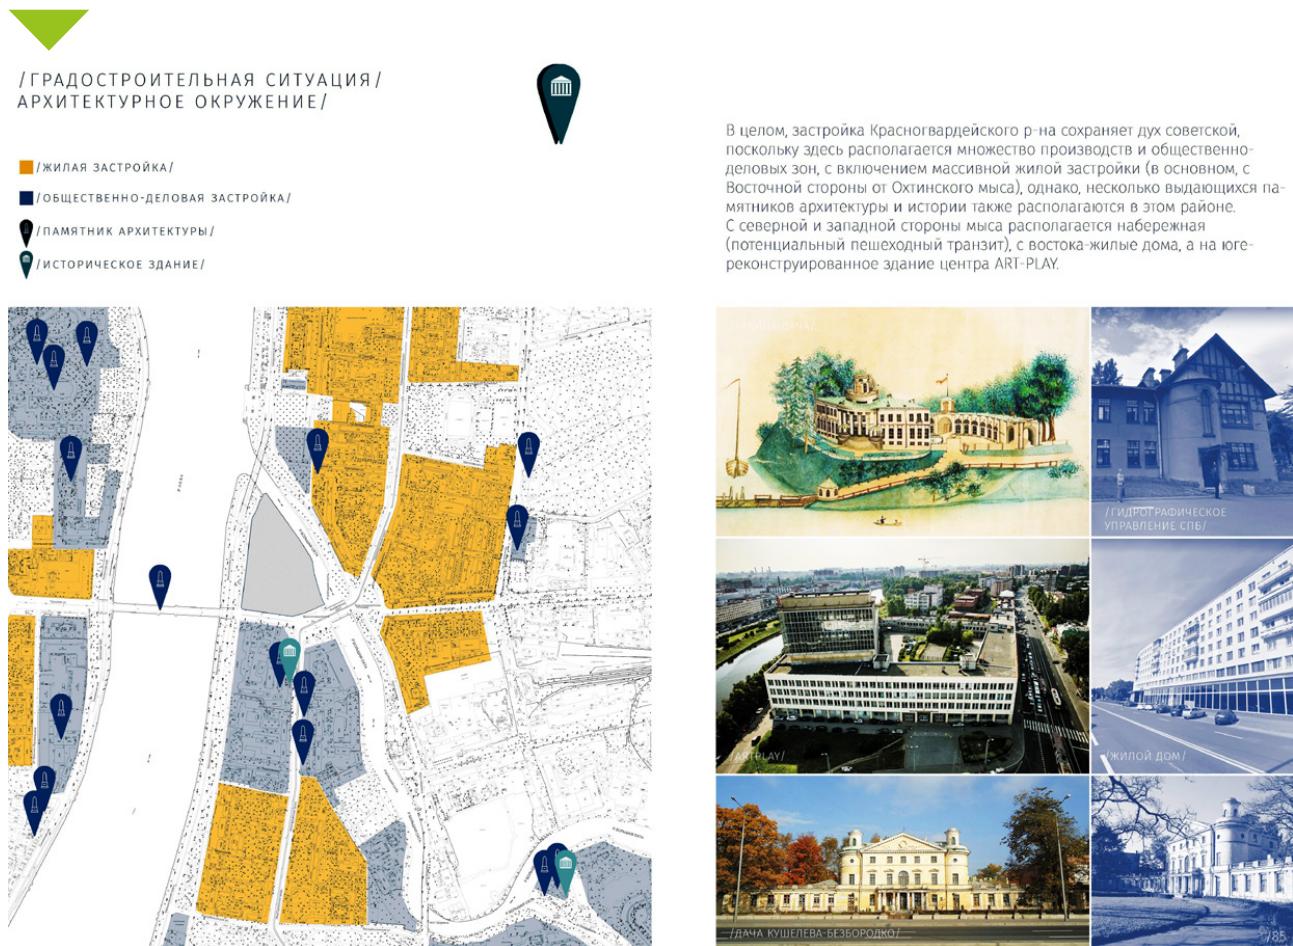 /ГРАДОСТРОИТЕЛЬНАЯ СИТУАЦИЯ/
АРХИТЕКТУРНОЕ ОКРУЖЕНИЕ/
/ЖИЛАЯ ЗАСТРОЙКА/
/ОБЩЕСТВЕННО-ДЕЛОВАЯ ЗАСТРОЙКА/
/ПАМЯТНИК АРХИТЕКТУРЫ/
/ИСТОРИЧЕСКОЕ ЗДАНИЕ/
В целом, застройка Красногвардейского р-на сохраняет дух советской,
поскольку здесь располагается множество производств и общественно-
деловых зон, с включением массивной жилой застройки (в основном, с
Восточной стороны от Охтинского мыса), однако, несколько выдающихся па-
мятников архитектуры и истории также располагаются в этом районе.
С северной и западной стороны мыса располагается набережная
(потенциальный пешеходный транзит), с востока-жилые дома, а на юге-
реконструированное здание центра ART-PLAY.
/ГИДРОГРАФИЧЕСКОЕ
УПРАВЛЕНИЕ СПБ/
/ARTPLAY/
/ЖИЛОЙ ДОМ/
/ДАЧА КУШЕЛЕВА-БЕЗБОРОДКО/
/85